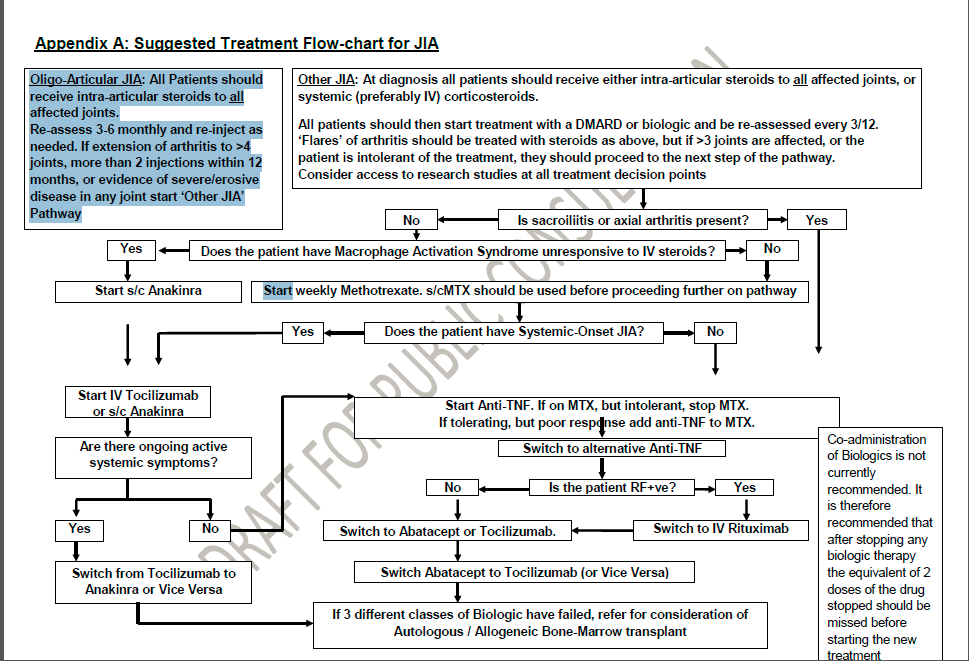 Appendix A: Suggested Treatment Flow-chart for JIA
Oligo-Articular JIA: All Patients should
receive intra-articular steroids to all
affected joints.
Re-assess 3-6 monthly and re-inject as
needed. If extension of arthritis to >4
joints, more than 2 injections within 12
months, or evidence of severe/erosive
disease in any joint start ‘Other JIA’
Pathway
Other JIA: At diagnosis all patients should receive either intra-articular steroids to all affected joints, or
systemic (preferably IV) corticosteroids.
All patients should then start treatment with a DMARD or biologic and be re-assessed every 3/12.
‘Flares’ of arthritis should be treated with steroids as above, but if >3 joints are affected, or the
patient is intolerant of the treatment, they should proceed to the next step of the pathway.
Consider access to research studies at all treatment decision points
No
Is sacroiliitis or axial arthritis present?
Yes
Yes
Does the patient have Macrophage Activation Syndrome unresponsive to IV steroids?
No
Start s/c Anakinra
Start weekly Methotrexate. s/cMTX should be used before proceeding further on pathway
Yes
Does the patient have Systemic-Onset JIA?
No
Start IV Tocilizumab
or s/c Anakinra
Start Anti-TNF. If on MTX, but intolerant, stop MTX.
If tolerating, but poor response add anti-TNF to MTX.
Are there ongoing active
systemic symptoms?
Switch to alternative Anti-TNF
No
Is the patient RF+ve?
Yes
Yes
No
Switch to Abatacept or Tocilizumab.
Switch to IV Rituximab
Switch from Tocilizumab to
Anakinra or Vice Versa
Switch Abatacept to Tocilizumab (or Vice Versa)
If 3 different classes of Biologic have failed, refer for consideration of
Autologous / Allogeneic Bone-Marrow transplant
Co-administration
of Biologics is not
currently
recommended. It
is therefore
recommended that
after stopping any
biologic therapy
the equivalent of 2
doses of the drug
stopped should be
missed before
starting the new
treatment
DRAFT FOR PUBLIC